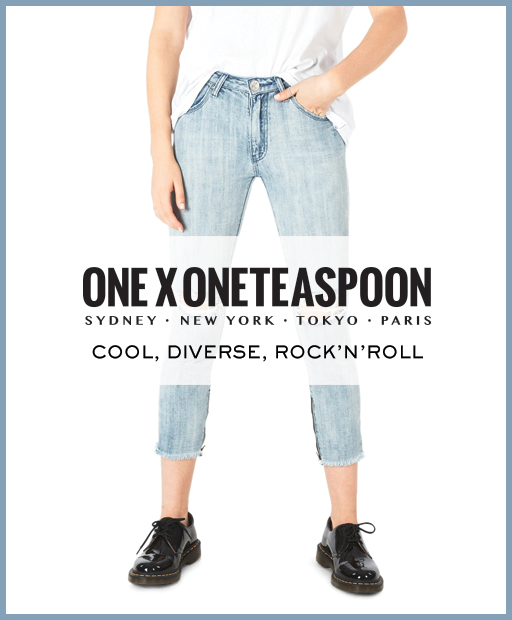 ONE X ONETEASPOON
SYDNEY · NEW YORK · TOKYO · PARIS
COOL, DIVERSE, ROCK'N'ROLL